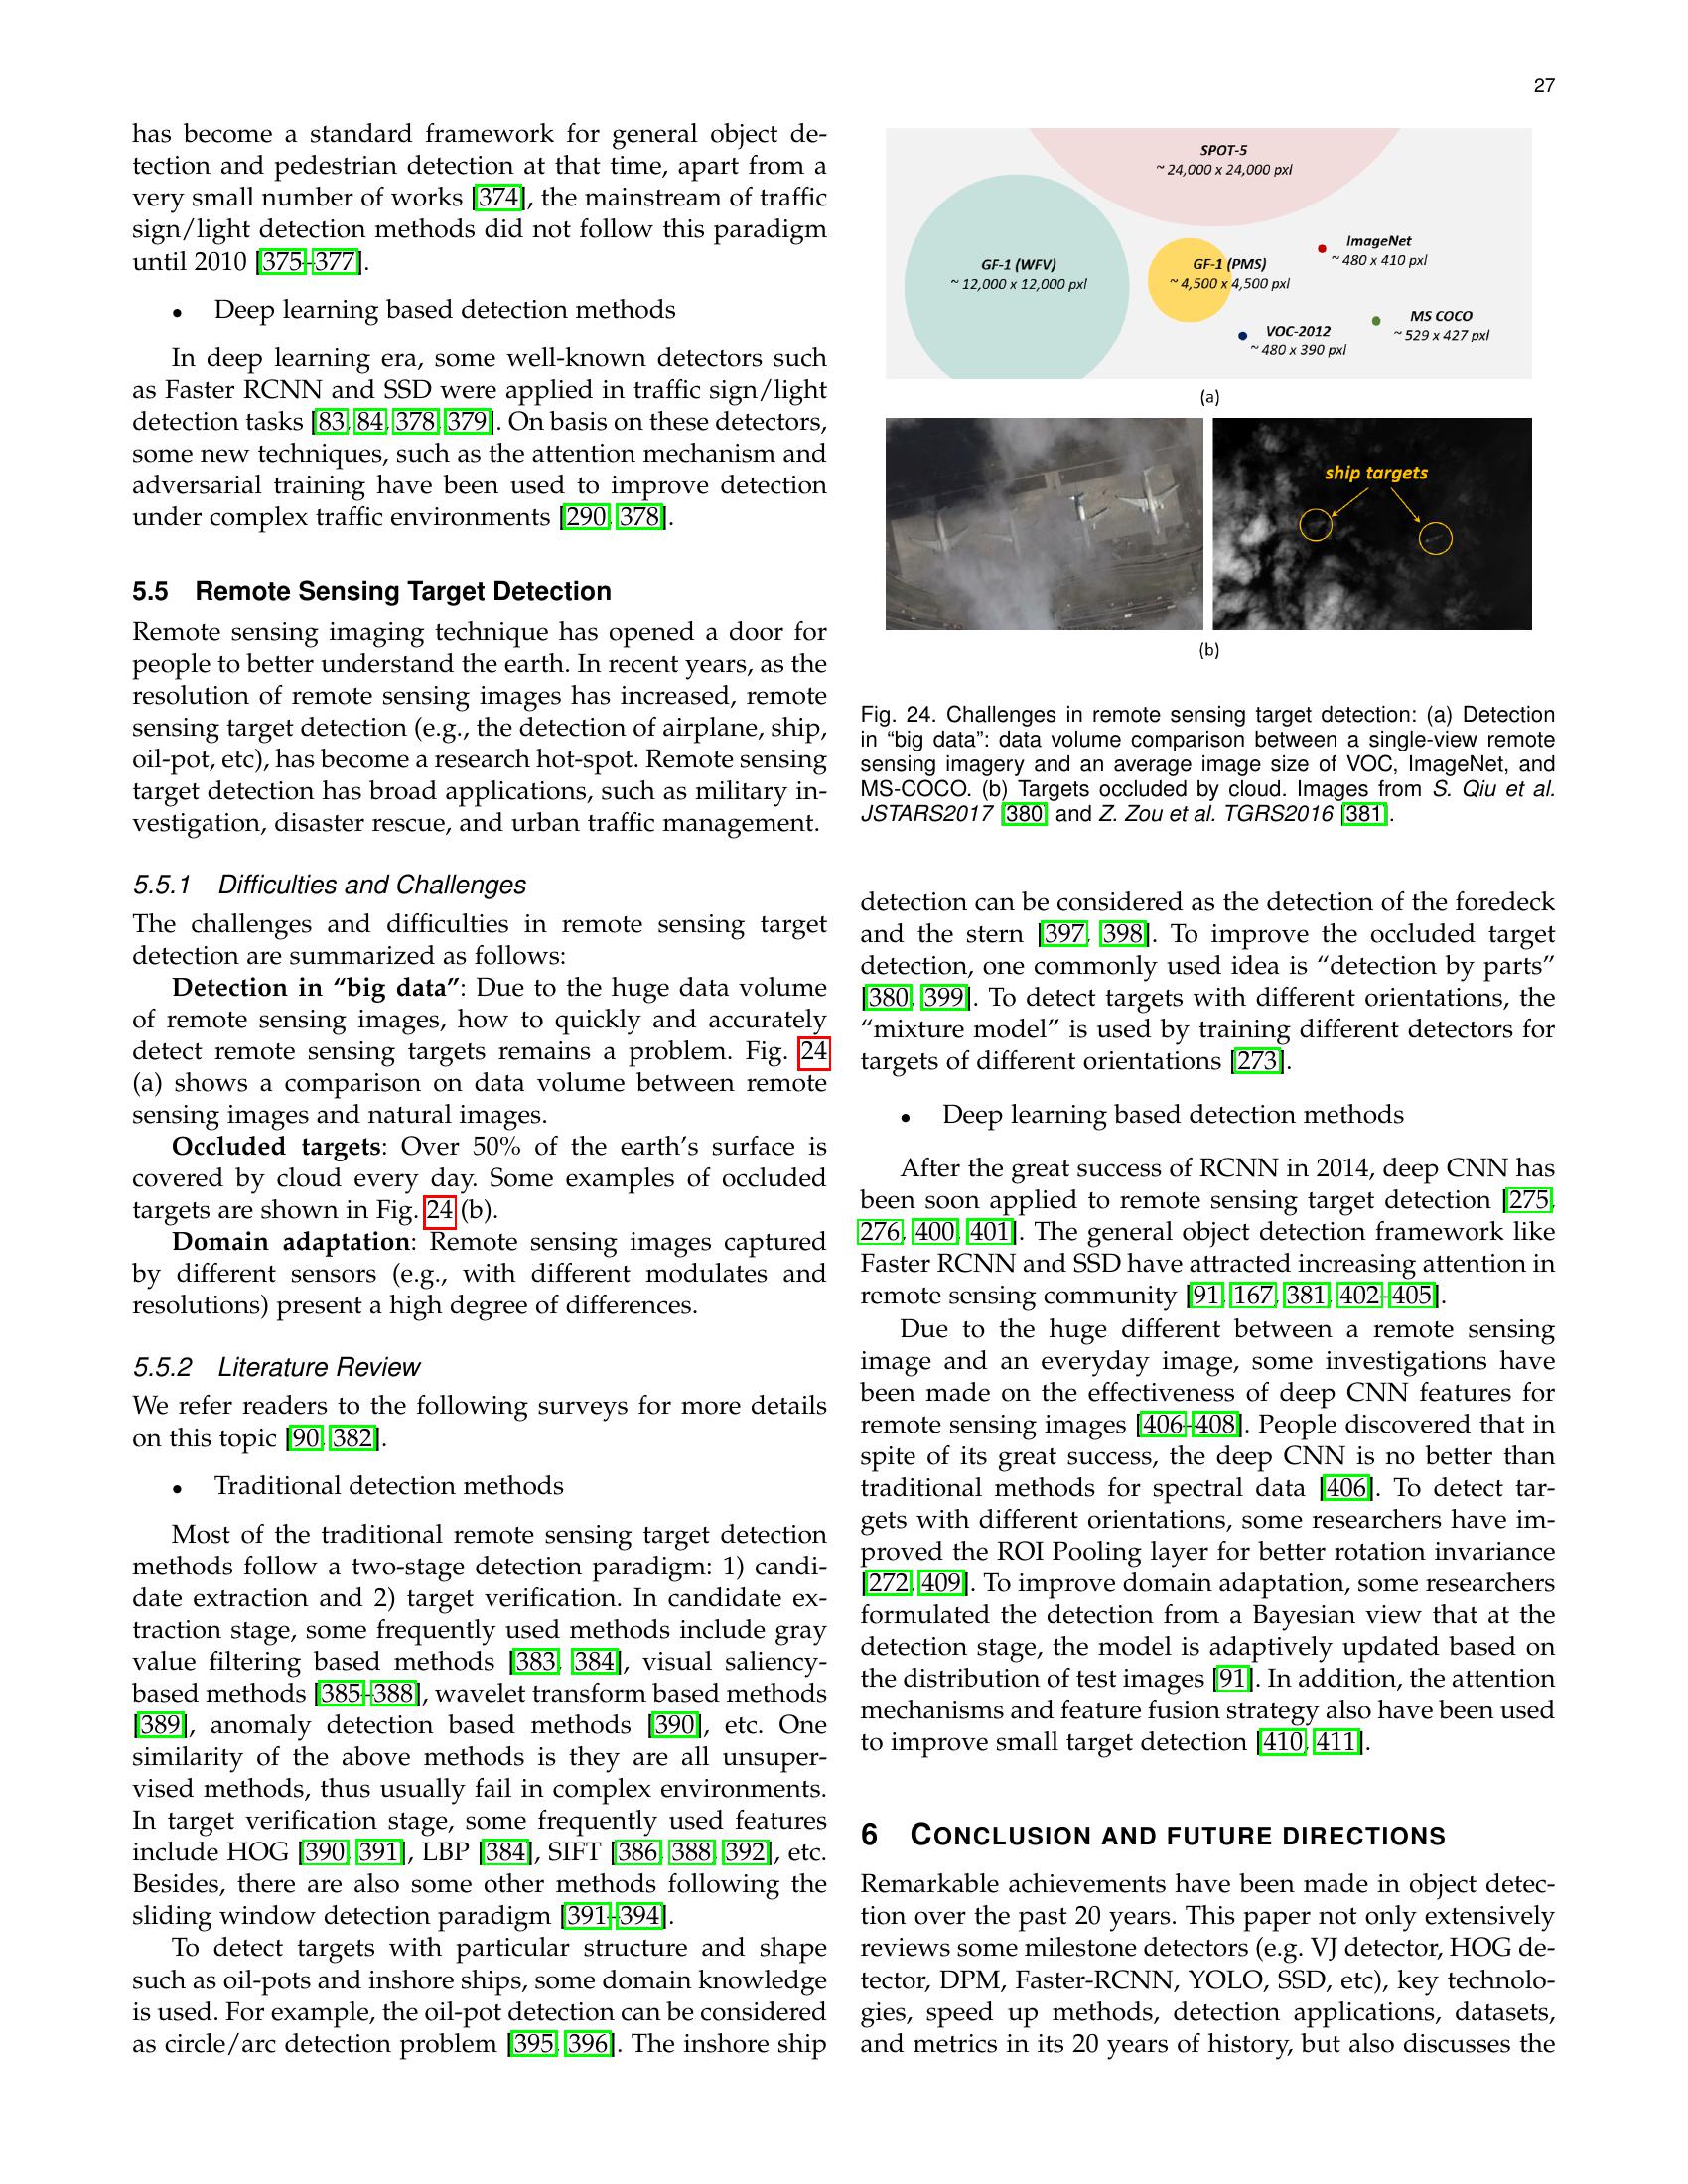 27
has become a standard framework for general object de-
tection and pedestrian detection at that time, apart from a
very small number of works [374], the mainstream of traffic
sign/light detection methods did not follow this paradigm
until 2010 [375–377].
• Deep learning based detection methods
In deep learning era, some well-known detectors such
as Faster RCNN and SSD were applied in traffic sign/light
detection tasks [83, 84, 378, 379]. On basis on these detectors,
some new techniques, such as the attention mechanism and
adversarial training have been used to improve detection
under complex traffic environments [290, 378].
5.5 Remote Sensing Target Detection
Remote sensing imaging technique has opened a door for
people to better understand the earth. In recent years, as the
resolution of remote sensing images has increased, remote
sensing target detection (e.g., the detection of airplane, ship,
oil-pot, etc), has become a research hot-spot. Remote sensing
target detection has broad applications, such as military in-
vestigation, disaster rescue, and urban traffic management.
5.5.1 Difficulties and Challenges
The challenges and difficulties in remote sensing target
detection are summarized as follows:
Detection in “big data”: Due to the huge data volume
of remote sensing images, how to quickly and accurately
detect remote sensing targets remains a problem. Fig. 24
(a) shows a comparison on data volume between remote
sensing images and natural images.
Occluded targets: Over 50% of the earth’s surface is
covered by cloud every day. Some examples of occluded
targets are shown in Fig. 24 (b).
Domain adaptation: Remote sensing images captured
by different sensors (e.g., with different modulates and
resolutions) present a high degree of differences.
5.5.2 Literature Review
We refer readers to the following surveys for more details
on this topic [90, 382].
• Traditional detection methods
Most of the traditional remote sensing target detection
methods follow a two-stage detection paradigm: 1) candi-
date extraction and 2) target verification. In candidate ex-
traction stage, some frequently used methods include gray
value filtering based methods [383, 384], visual saliency-
based methods [385–388], wavelet transform based methods
[389], anomaly detection based methods [390], etc. One
similarity of the above methods is they are all unsuper-
vised methods, thus usually fail in complex environments.
In target verification stage, some frequently used features
include HOG [390, 391], LBP [384], SIFT [386, 388, 392], etc.
Besides, there are also some other methods following the
sliding window detection paradigm [391–394].
To detect targets with particular structure and shape
such as oil-pots and inshore ships, some domain knowledge
is used. For example, the oil-pot detection can be considered
as circle/arc detection problem [395, 396]. The inshore ship
SPOT-5
~ 24,000 x 24,000 pxl
GF-1 (WFV)
~ 12,000 x 12,000 pxl
GF-1 (PMS)
~ 4,500 x 4,500 pxl
ImageNet
~ 480 x 410 pxl
VOC-2012
~ 480 x 390 pxl
MS COCO
~ 529 x 427 pxl
(a)
ship targets
(b)
Fig. 24. Challenges in remote sensing target detection: (a) Detection
in “big data”: data volume comparison between a single-view remote
sensing imagery and an average image size of VOC, ImageNet, and
MS-COCO. (b) Targets occluded by cloud. Images from S. Qiu et al.
JSTARS2017 [380] and Z. Zou et al. TGRS2016 [381].
detection can be considered as the detection of the foredeck
and the stern [397, 398]. To improve the occluded target
detection, one commonly used idea is “detection by parts”
[380, 399]. To detect targets with different orientations, the
“mixture model” is used by training different detectors for
targets of different orientations [273].
• Deep learning based detection methods
After the great success of RCNN in 2014, deep CNN has
been soon applied to remote sensing target detection [275,
276, 400, 401]. The general object detection framework like
Faster RCNN and SSD have attracted increasing attention in
remote sensing community [91, 167, 381, 402–405].
Due to the huge different between a remote sensing
image and an everyday image, some investigations have
been made on the effectiveness of deep CNN features for
remote sensing images [406–408]. People discovered that in
spite of its great success, the deep CNN is no better than
traditional methods for spectral data [406]. To detect tar-
gets with different orientations, some researchers have im-
proved the ROI Pooling layer for better rotation invariance
[272, 409]. To improve domain adaptation, some researchers
formulated the detection from a Bayesian view that at the
detection stage, the model is adaptively updated based on
the distribution of test images [91]. In addition, the attention
mechanisms and feature fusion strategy also have been used
to improve small target detection [410, 411].
6 CONCLUSION AND FUTURE DIRECTIONS
Remarkable achievements have been made in object detec-
tion over the past 20 years. This paper not only extensively
reviews some milestone detectors (e.g. VJ detector, HOG de-
tector, DPM, Faster-RCNN, YOLO, SSD, etc), key technolo-
gies, speed up methods, detection applications, datasets,
and metrics in its 20 years of history, but also discusses the